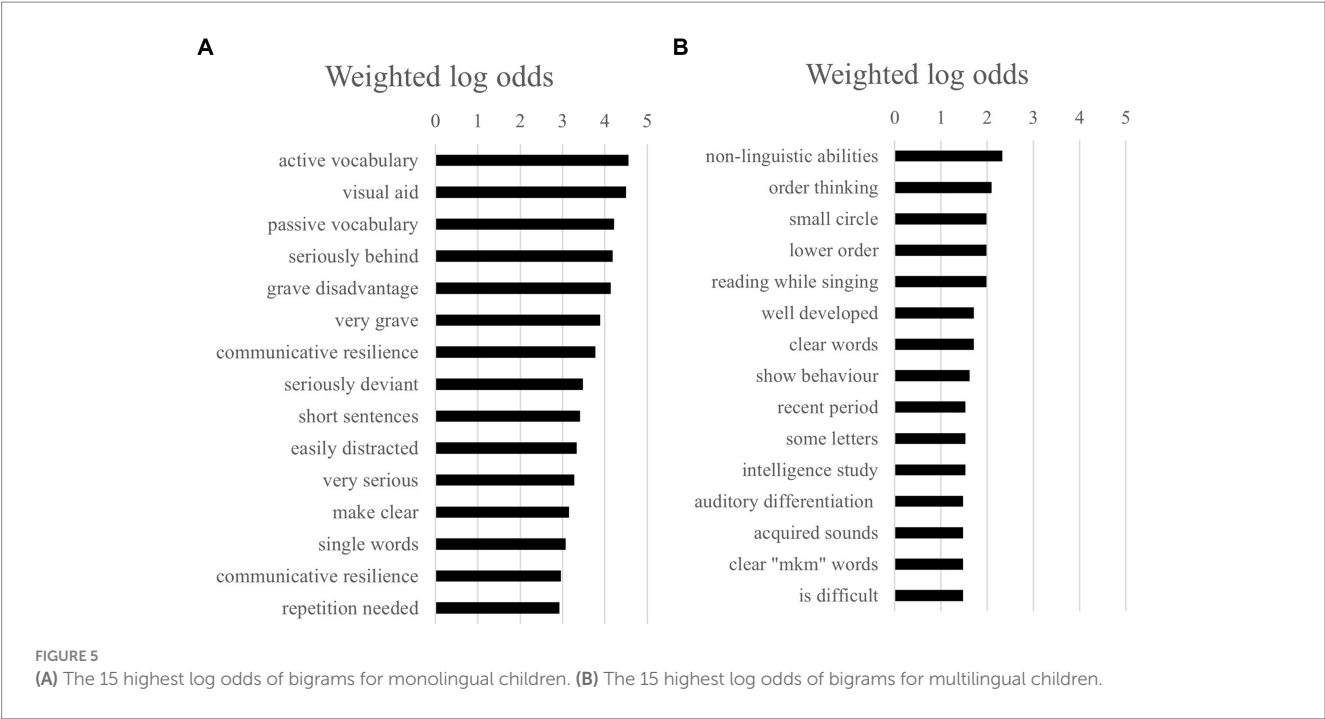 A
Weighted log odds
0 1 2 3 4 5
active vocabulary
visual aid
passive vocabulary
seriously behind
grave disadvantage
very grave
communicative resilience
seriously deviant
short sentences
easily distracted
very serious
make clear
single words
communicative resilience
repetition needed
B
Weighted log odds
0 1 2 3 4 5
non-linguistic abilities
order thinking
small circle
lower order
reading while singing
well developed
clear words
show behaviour
recent period
some letters
intelligence study
auditory differentiation
acquired sounds
clear "mkm" words
is difficult
FIGURE 5
(A) The 15 highest log odds of bigrams for monolingual children. (B) The 15 highest log odds of bigrams for multilingual children.